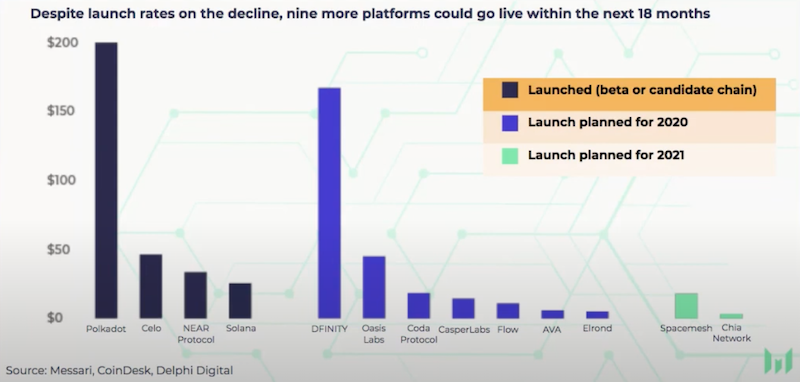 Despite launch rates on the decline, nine more platforms could go live within the next 18 months
$200
$150
$100
$50
$0
Launched (beta or candidate chain)
Launch planned for 2020
Launch planned for 2021
Polkadot
Celo
NEAR
Protocol
Solana
DFINITY
Oasis
Labs
Coda
Protocol
CasperLabs
Flow
AVA
Elrond
Spacemesh
Chia
Network
Source: Messari, CoinDesk, Delphi Digital